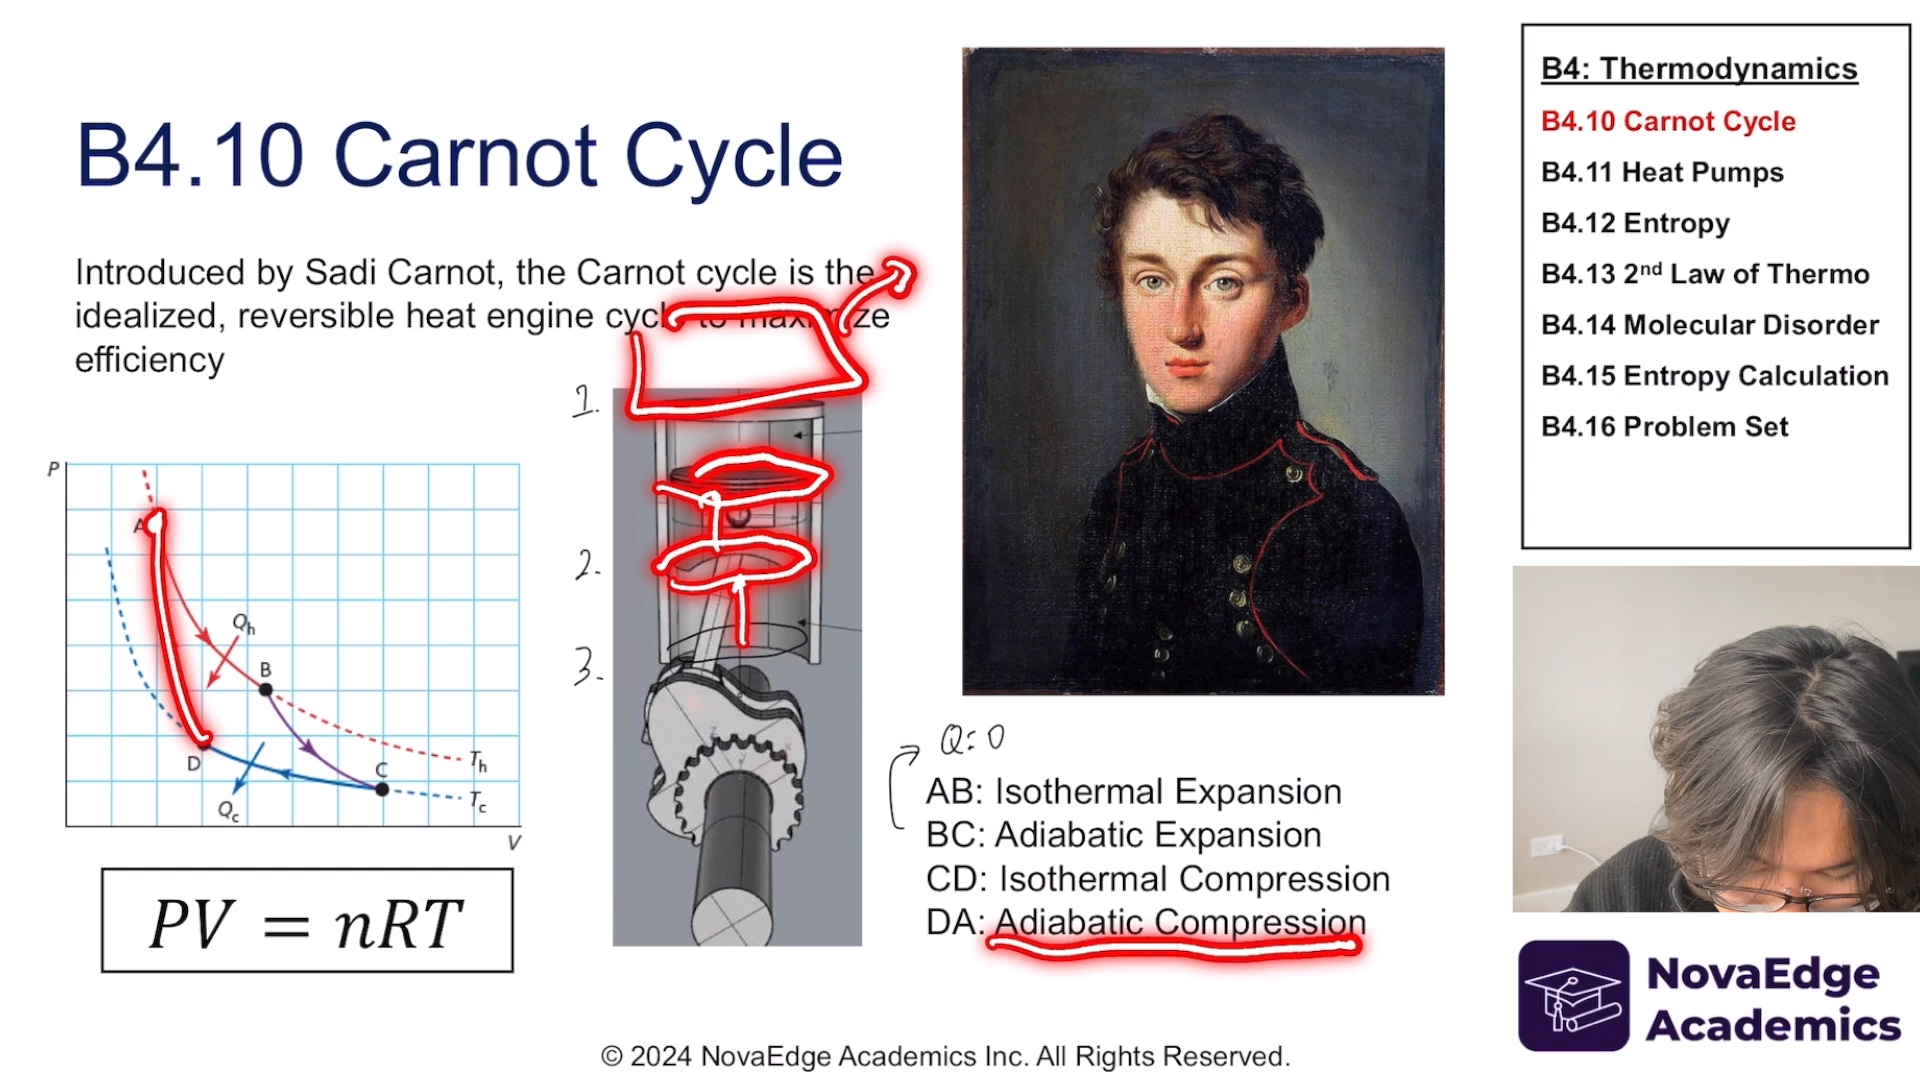 B4.10 Carnot Cycle
Introduced by Sadi Carnot, the Carnot cycle is the
idealized, reversible heat engine cycle to maximize
efficiency
1.
2.
3.
P
A
Qh
B
D
C
Qc
Th
Tc
V
PV = nRT
Q=0
AB: Isothermal Expansion
BC: Adiabatic Expansion
CD: Isothermal Compression
DA: Adiabatic Compression
B4: Thermodynamics
B4.10 Carnot Cycle
B4.11 Heat Pumps
B4.12 Entropy
B4.13 2nd Law of Thermo
B4.14 Molecular Disorder
B4.15 Entropy Calculation
B4.16 Problem Set
NovaEdge
Academics
© 2024 NovaEdge Academics Inc. All Rights Reserved.